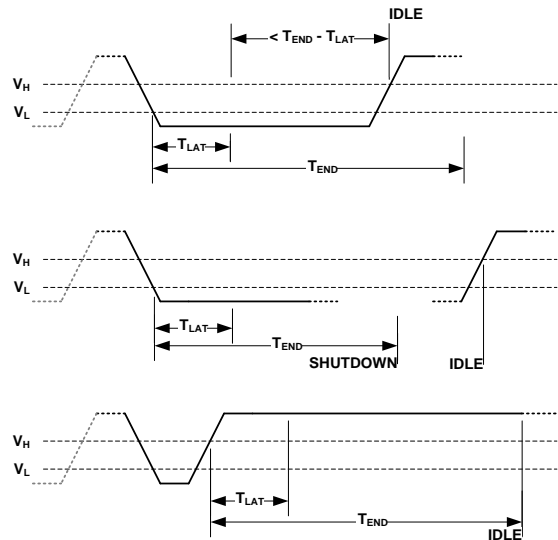 IDLE
< TEND - TLAT
VH
VL
TLAT
TEND
VH
VL
TLAT
TEND
SHUTDOWN
IDLE
VH
VL
TLAT
TEND
IDLE